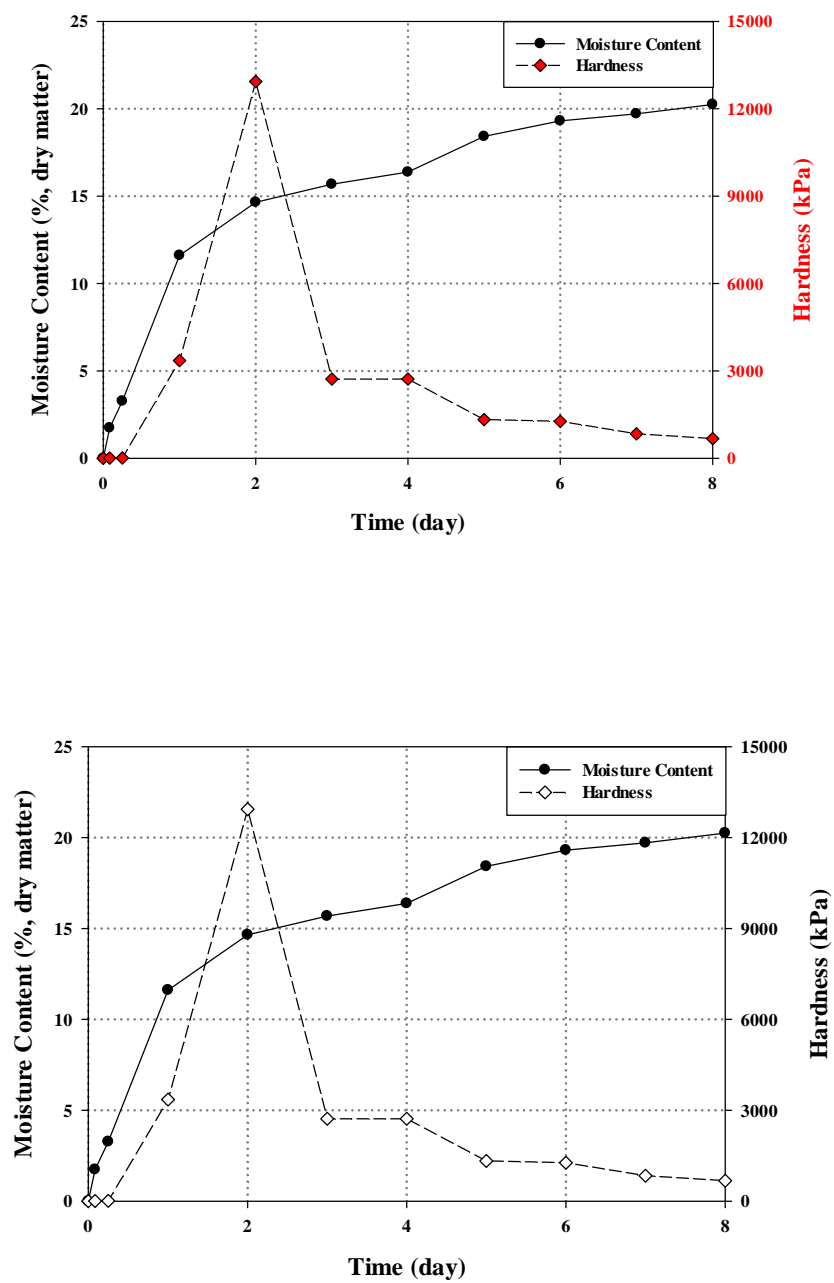 25
20
15
10
5
0
Moisture Content (%, dry matter)
Moisture Content
Hardness
15000
12000
9000
6000
3000
0
Hardness (kPa)
0 2 4 6 8
Time (day)
25
20
15
10
5
0
Moisture Content (%, dry matter)
Moisture Content
Hardness
15000
12000
9000
6000
3000
0
Hardness (kPa)
0 2 4 6 8
Time (day)